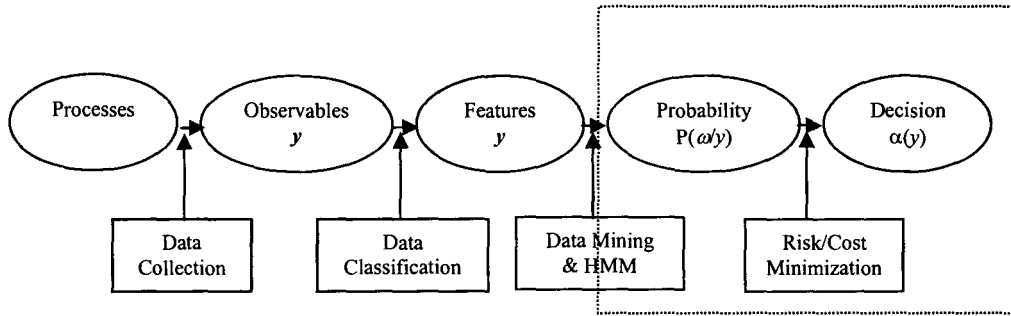 Processes
Observables
y
Features
y
Probability
P(ω/y)
Decision
α(y)
Data
Collection
Data
Classification
Data Mining
& HMM
Risk/Cost
Minimization